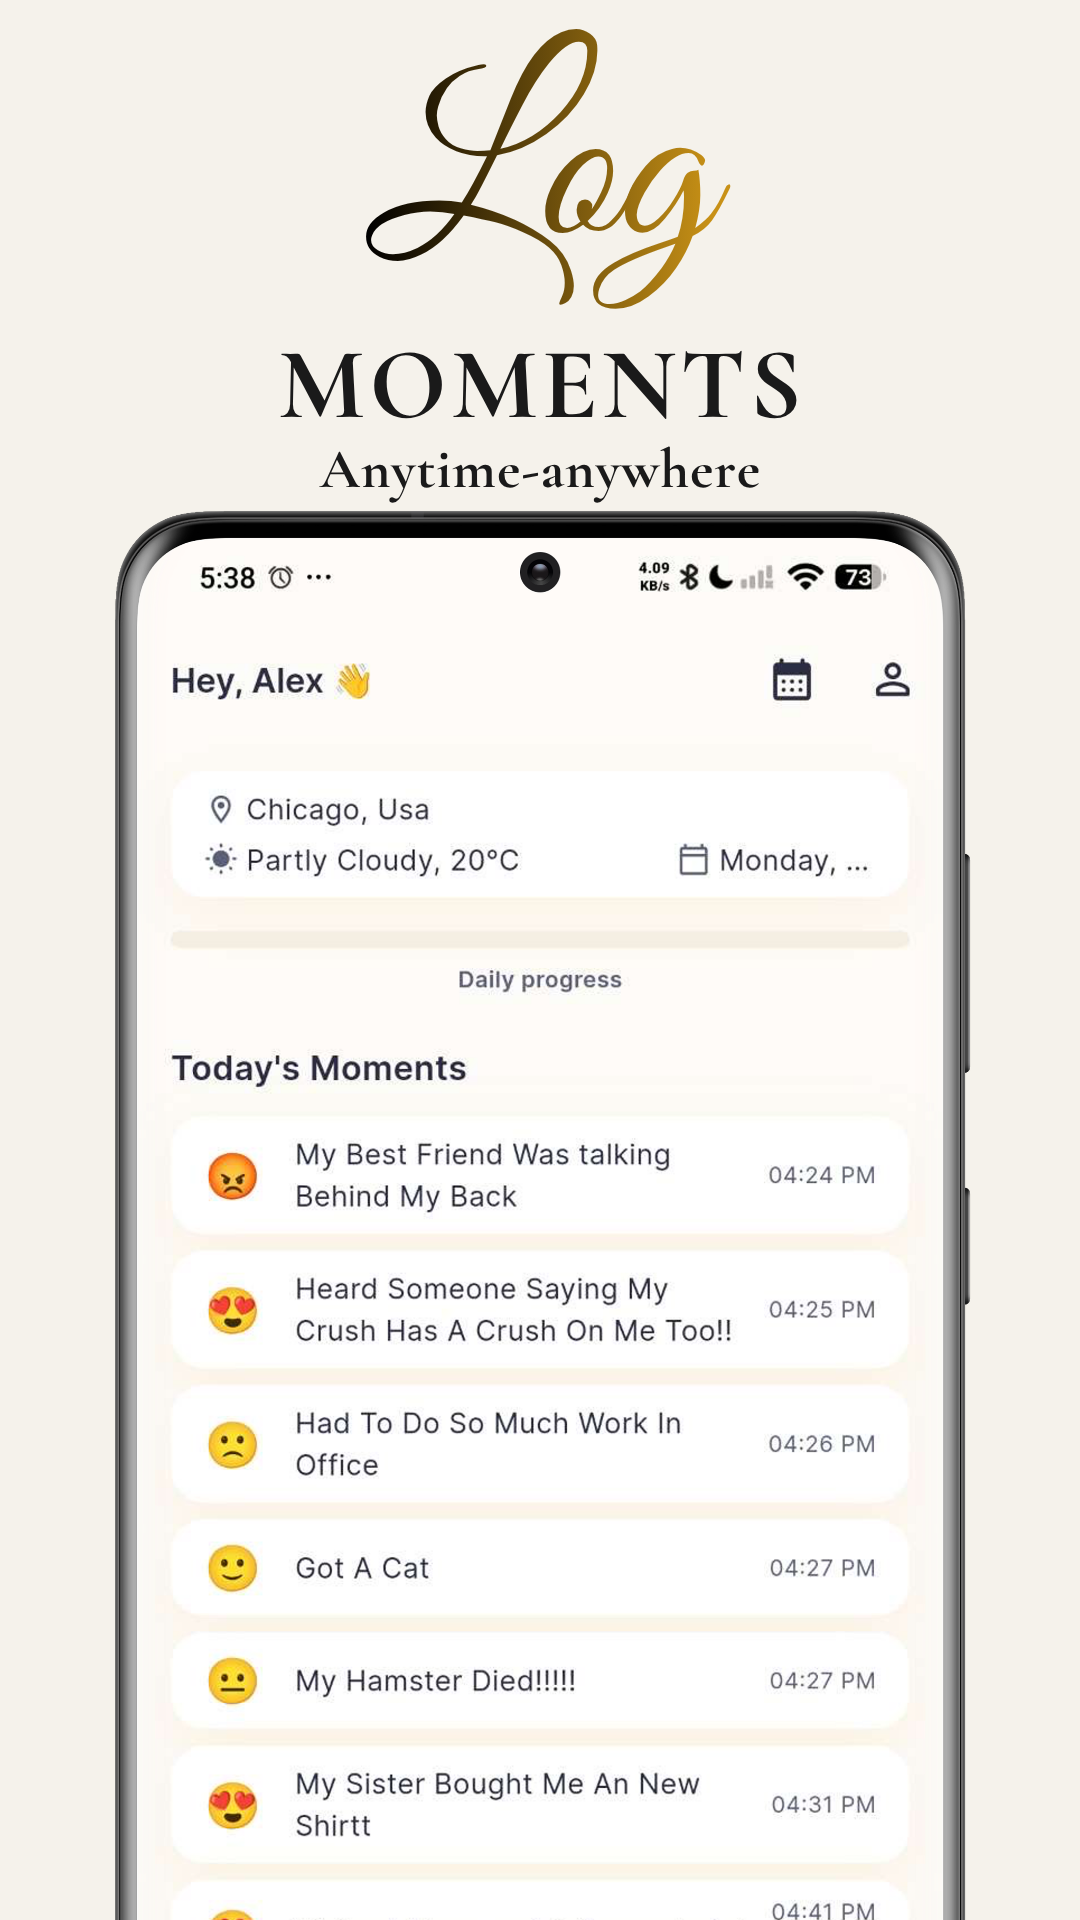 Log
MOMENTS
Anytime-anywhere
5:38 ... 4.09 KB/s 73
Hey, Alex 👋
Chicago, Usa
Partly Cloudy, 20°C Monday, ...
Daily progress
Today's Moments
My Best Friend Was talking
Behind My Back
04:24 PM
Heard Someone Saying My
Crush Has A Crush On Me Too!!
04:25 PM
Had To Do So Much Work In
Office
04:26 PM
Got A Cat 04:27 PM
My Hamster Died!!!!! 04:27 PM
My Sister Bought Me An New
Shirtt
04:31 PM
04:41 PM